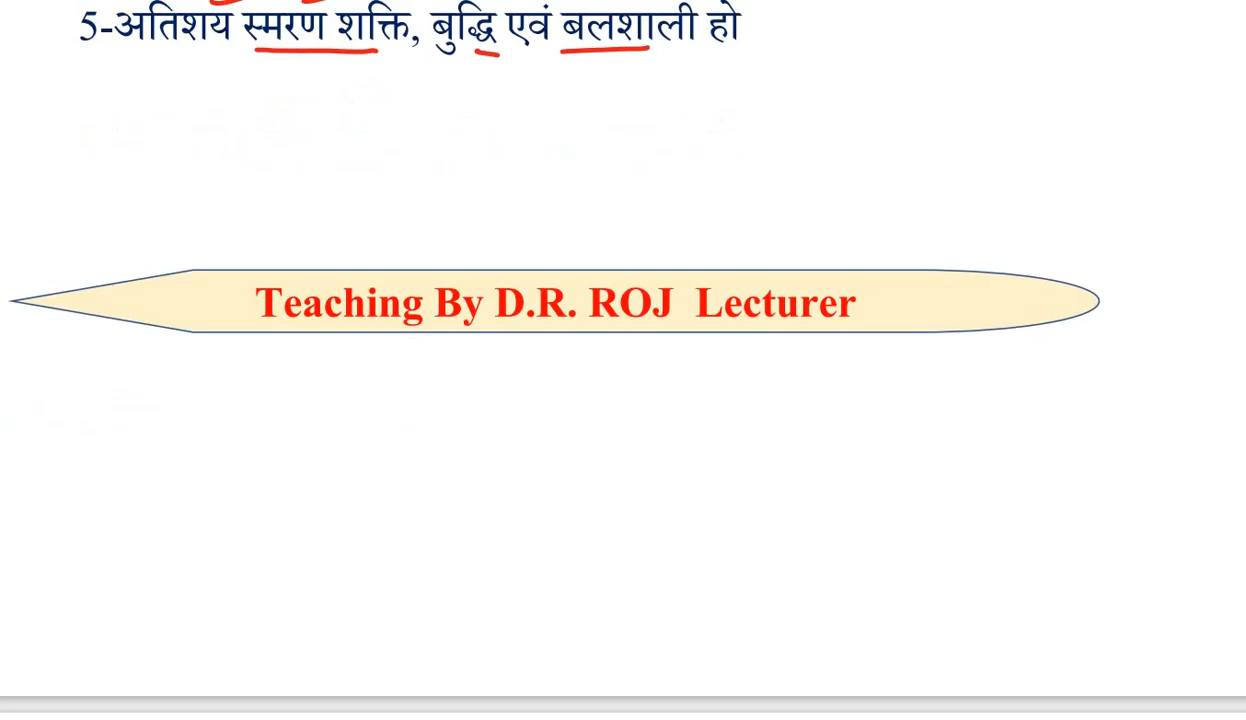 5-अतिशय स्मरण शक्ति, बुद्धि एवं बलशाली हो
Teaching By D.R. ROJ Lecturer